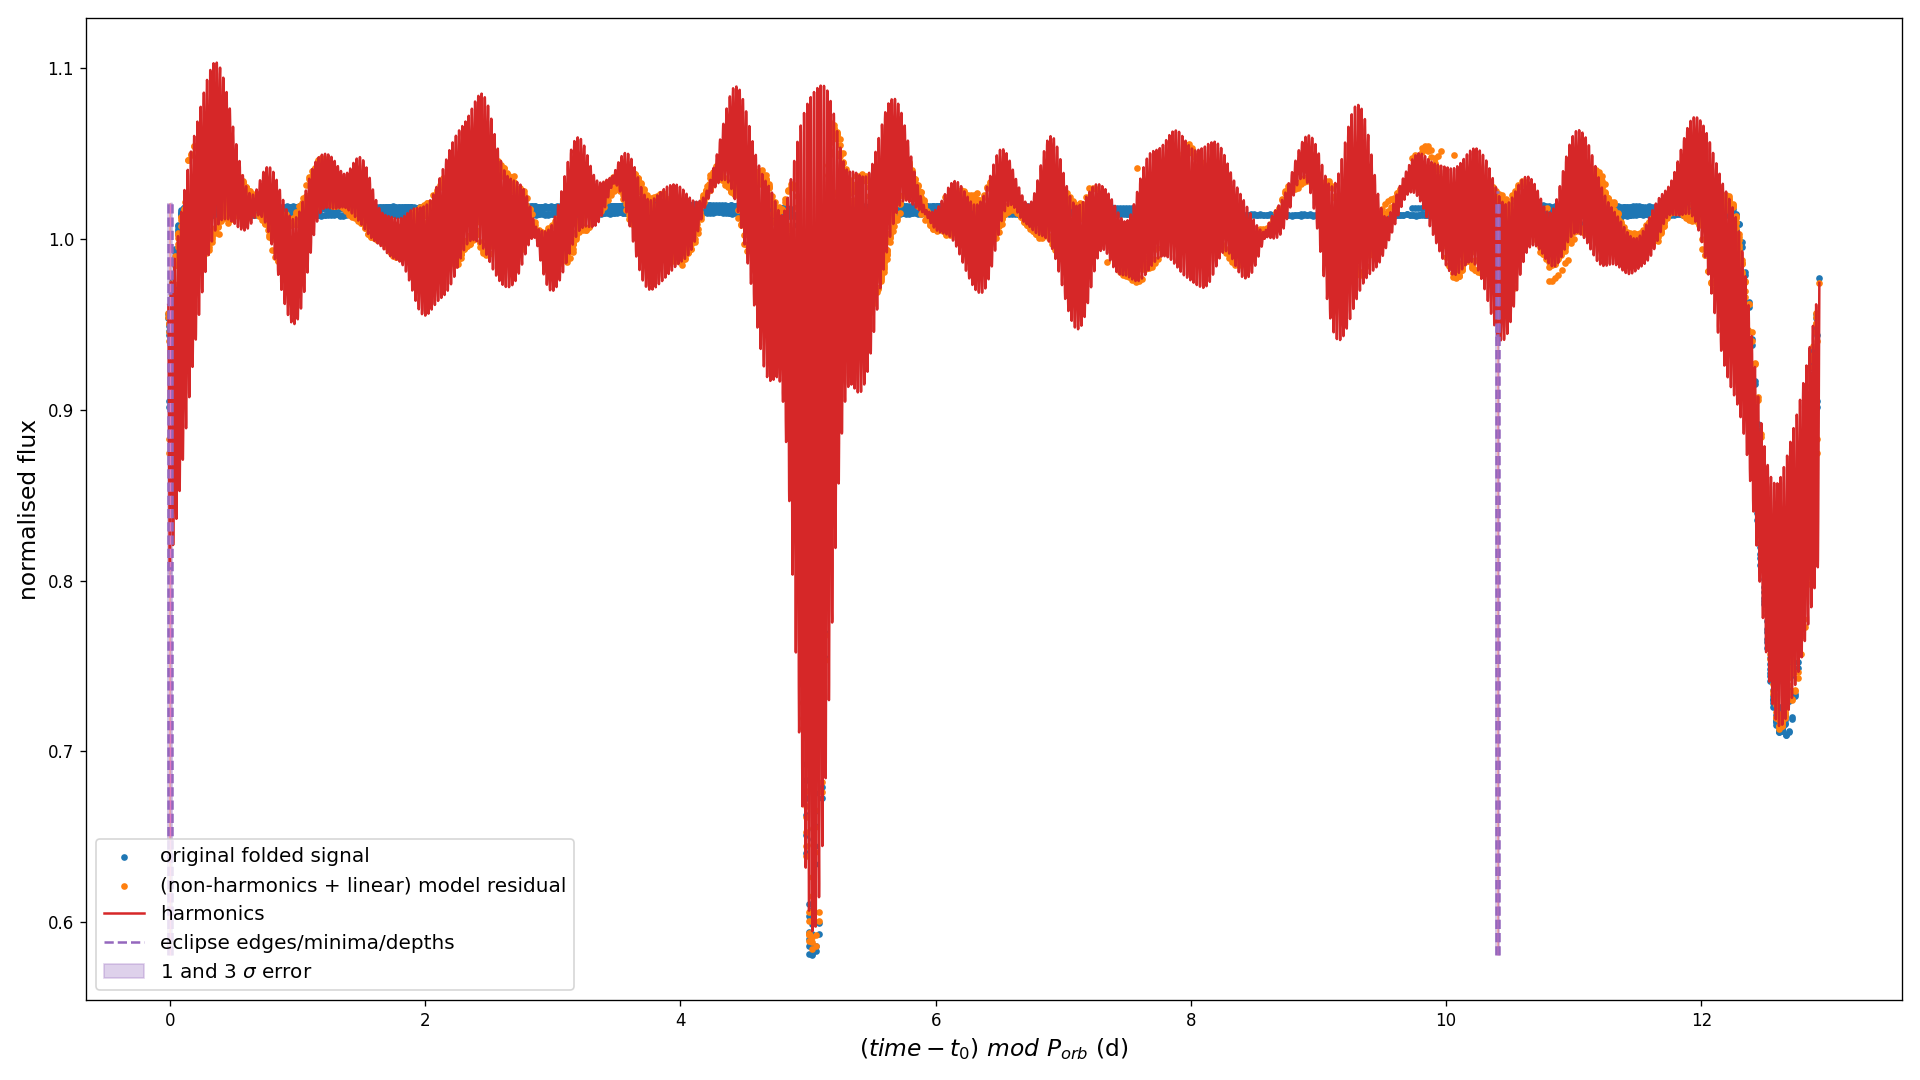 1.1
1.0
0.9
0.8
0.7
0.6
normalised flux
original folded signal
(non-harmonics + linear) model residual
harmonics
eclipse edges/minima/depths
1 and 3 σ error
0 2 4 6 8 10 12
(time − t₀) mod Pₒᵣb (d)